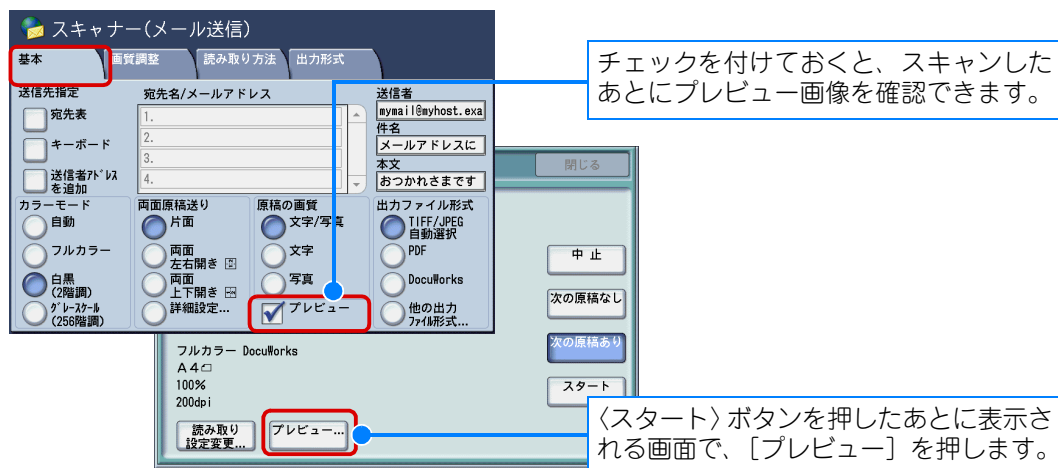 スキャナー(メール送信)
基本
画質調整
読み取り方法
出力形式
送信先指定
宛先表
キーボード
送信者ｱﾄﾞﾚｽ
を追加
宛先名/メールアドレス
1.
2.
3.
4.
送信者
mymail@myhost.exa
件名
メールアドレスに
本文
おつかれさまです
カラーモード
自動
フルカラー
白黒
(2階調)
ｸﾞﾚｰｽｹｰﾙ
(256階調)
両面原稿送り
片面
両面
左右開き
両面
上下開き
詳細設定...
原稿の画質
文字/写真
文字
写真
プレビュー
出力ファイル形式
TIFF/JPEG
自動選択
PDF
DocuWorks
他の出力
ﾌｧｲﾙ形式...
チェックを付けておくと、スキャンした
あとにプレビュー画像を確認できます。
閉じる
中 止
次の原稿なし
次の原稿あり
スタート
フルカラー DocuWorks
A4
100%
200dpi
読み取り
設定変更...
プレビュー...
〈スタート〉ボタンを押したあとに表示さ
れる画面で、［プレビュー］を押します。